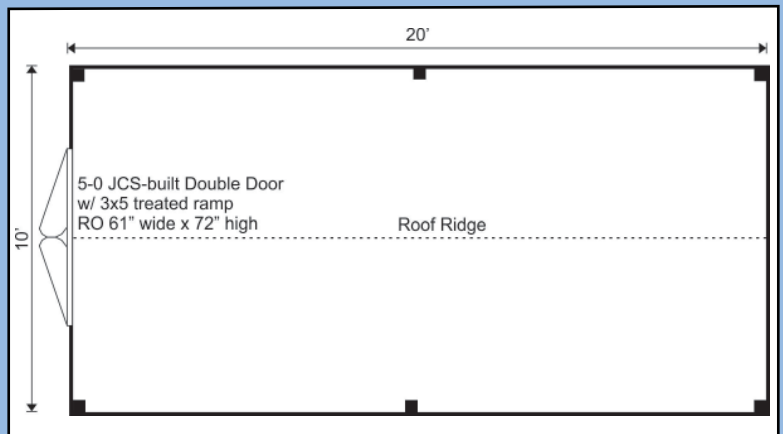 20’
5-0 JCS-built Double Door
w/ 3x5 treated ramp
RO 61” wide x 72” high
Roof Ridge
10’